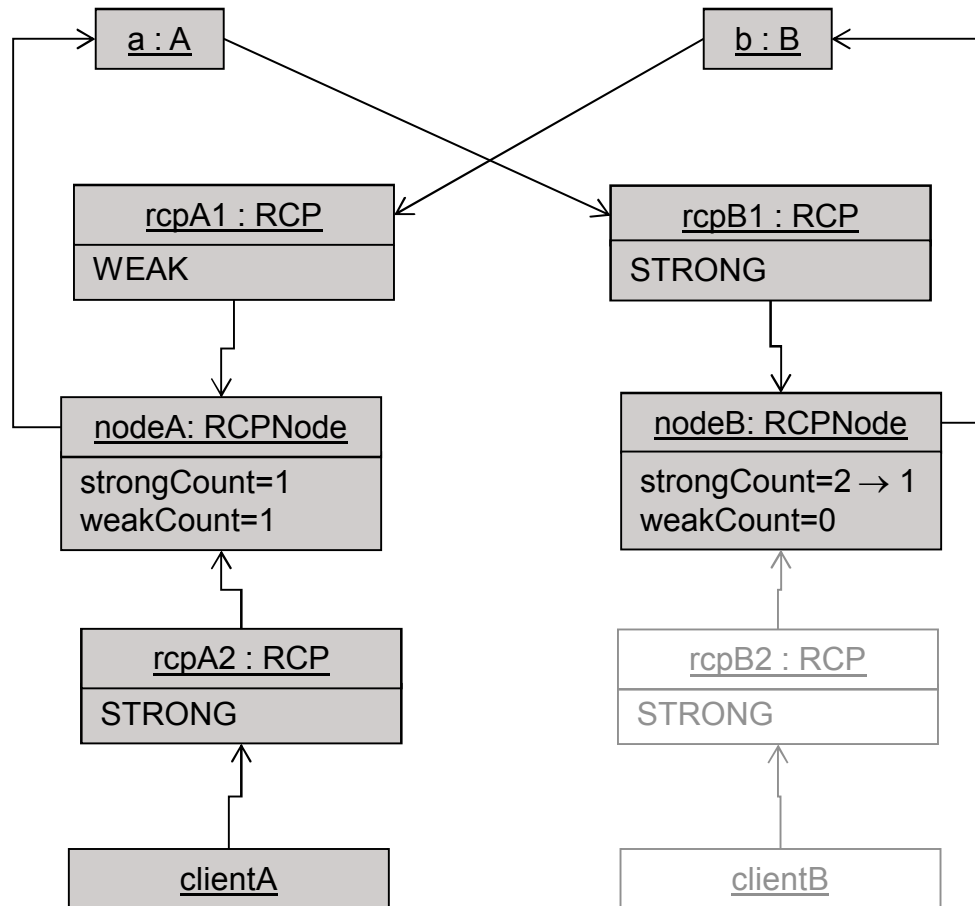 a : A
b : B
rcpA1 : RCP
WEAK
rcpB1 : RCP
STRONG
nodeA: RCPNode
strongCount=1
weakCount=1
nodeB: RCPNode
strongCount=2 → 1
weakCount=0
rcpA2 : RCP
STRONG
rcpB2 : RCP
STRONG
clientA
clientB